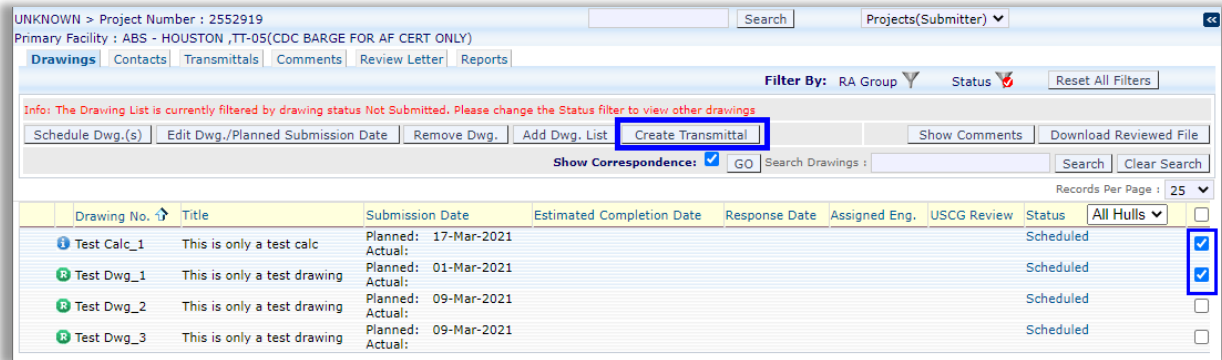 UNKNOWN > Project Number : 2552919 Search Projects(Submitter)
Primary Facility : ABS - HOUSTON ,TT-05(CDC BARGE FOR AF CERT ONLY)
Drawings Contacts Transmittals Comments Review Letter Reports
Filter By: RA Group Status Reset All Filters
Info: The Drawing List is currently filtered by drawing status Not Submitted. Please change the Status filter to view other drawings
Schedule Dwg.(s) Edit Dwg./Planned Submission Date Remove Dwg. Add Dwg. List Create Transmittal Show Comments Download Reviewed File
Show Correspondence: GO Search Drawings : Search Clear Search
Records Per Page : 25
Drawing No. Title Submission Date Estimated Completion Date Response Date Assigned Eng. USCG Review Status All Hulls
i Test Calc_1 This is only a test calc Planned: 17-Mar-2021 Scheduled
Actual:
R Test Dwg_1 This is only a test drawing Planned: 01-Mar-2021 Scheduled
Actual:
R Test Dwg_2 This is only a test drawing Planned: 09-Mar-2021 Scheduled
Actual:
R Test Dwg_3 This is only a test drawing Planned: 09-Mar-2021 Scheduled
Actual: